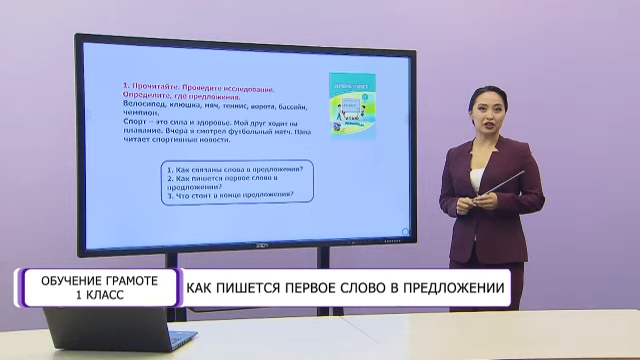 1. Прочитайте. Проведите исследование.
Определите, где предложения.
Велосипед, клюшка, мяч, теннис, ворота, бассейн,
чемпион.
Спорт – это сила и здоровье. Мой друг ходит на
плавание. Вчера я смотрел футбольный матч. Папа
читает спортивные новости.
1. Как связаны слова в предложении?
2. Как пишется первое слово в
предложении?
3. Что стоит в конце предложения?
ОБУЧЕНИЕ ГРАМОТЕ
1 КЛАСС
КАК ПИШЕТСЯ ПЕРВОЕ СЛОВО В ПРЕДЛОЖЕНИИ